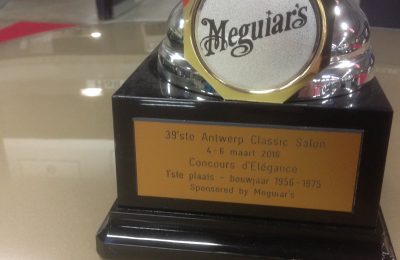 Meguiar's
39'ste Antwerp Classic Salon
4-6 maart 2016
Concours d'Elégance
1'ste plaats - bouwjaar 1956-1975
Sponsored by Meguiar's